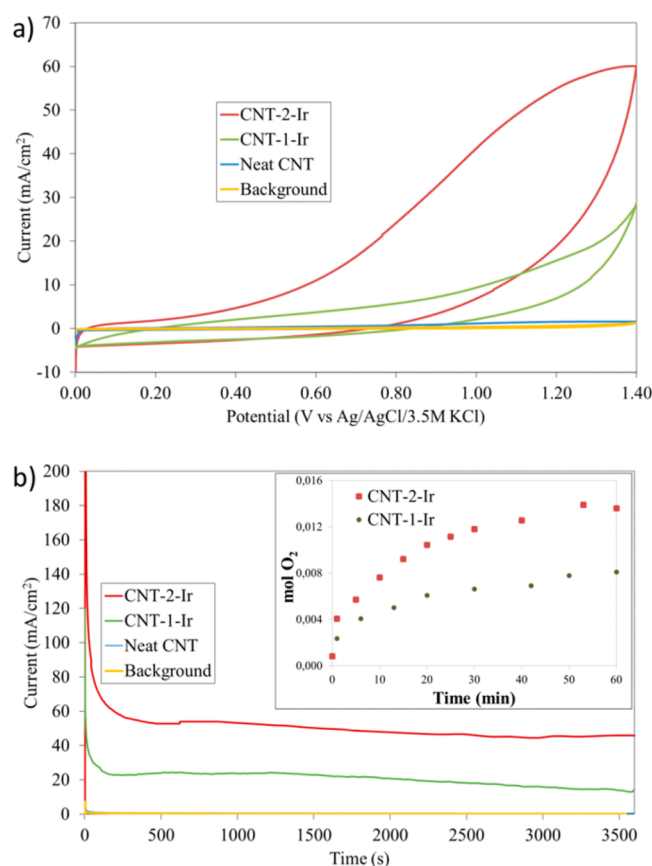 a)
70
60
50
40
30
20
10
0
-10
Current (mA/cm²)
CNT-2-Ir
CNT-1-Ir
Neat CNT
Background
0.00 0.20 0.40 0.60 0.80 1.00 1.20 1.40
Potential (V vs Ag/AgCl/3.5M KCl)
b)
200
180
160
140
120
100
80
60
40
20
0
Current (mA/cm²)
CNT-2-Ir
CNT-1-Ir
Neat CNT
Background
0,016
0,012
0,008
0,004
0,000
mol O₂
CNT-2-Ir
CNT-1-Ir
0 10 20 30 40 50 60
Time (min)
0 500 1000 1500 2000 2500 3000 3500
Time (s)